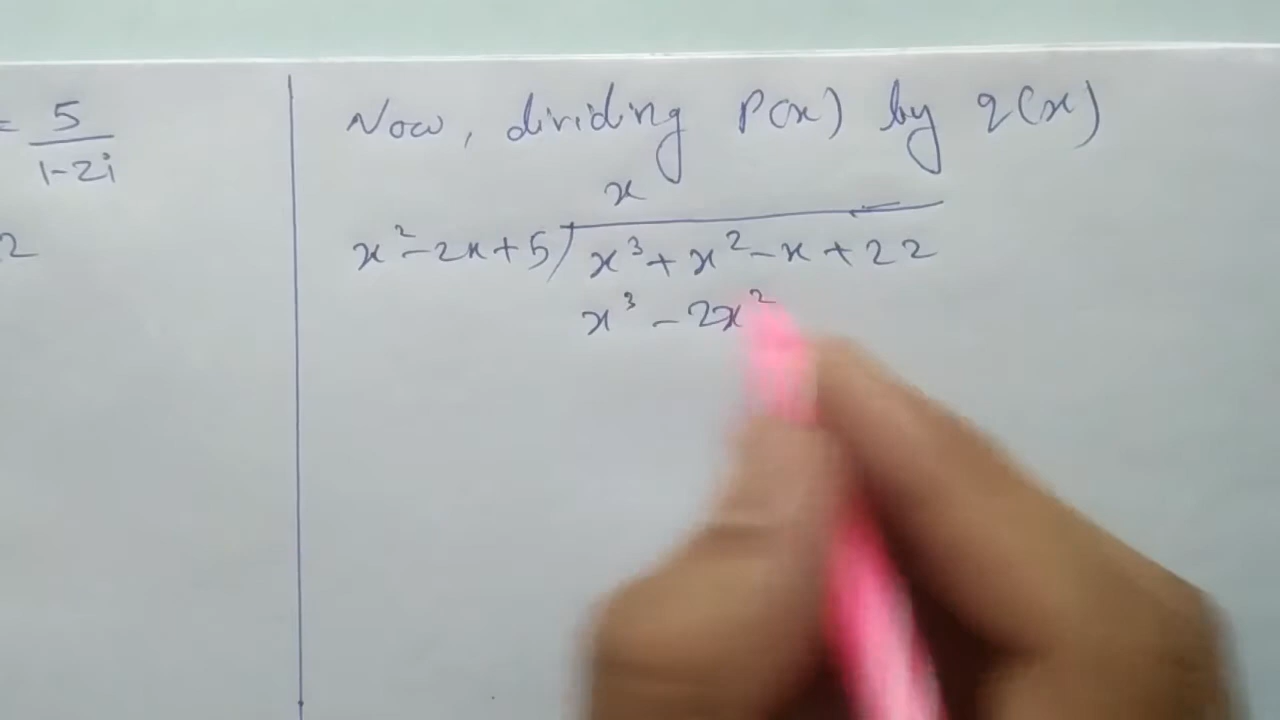 = 5/(1-2i)
2
Now, dividing P(x) by q(x)
x
x²-2x+5)x³+x²-x+22
x³-2x²